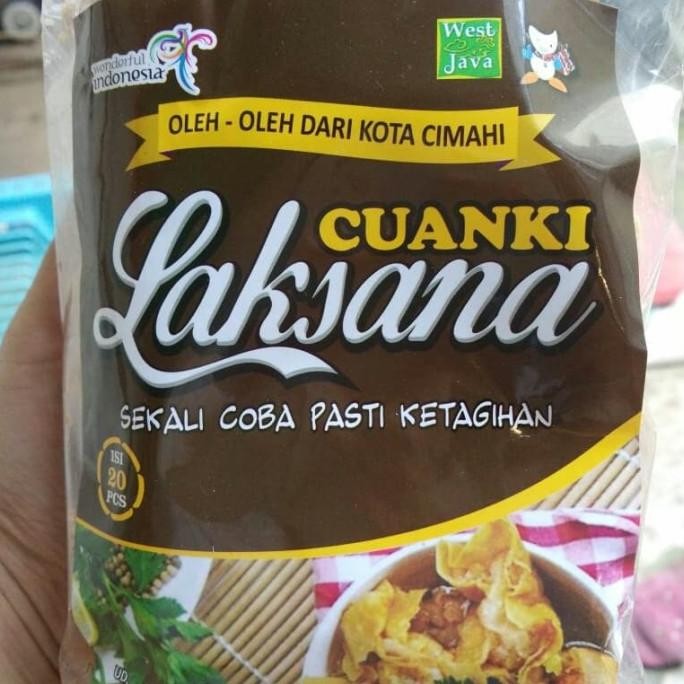 wonderful
indonesia
West
Java
OLEH - OLEH DARI KOTA CIMAHI
CUANKI
Laksana
SEKALI COBA PASTI KETAGIHAN
ISI
20
PCS